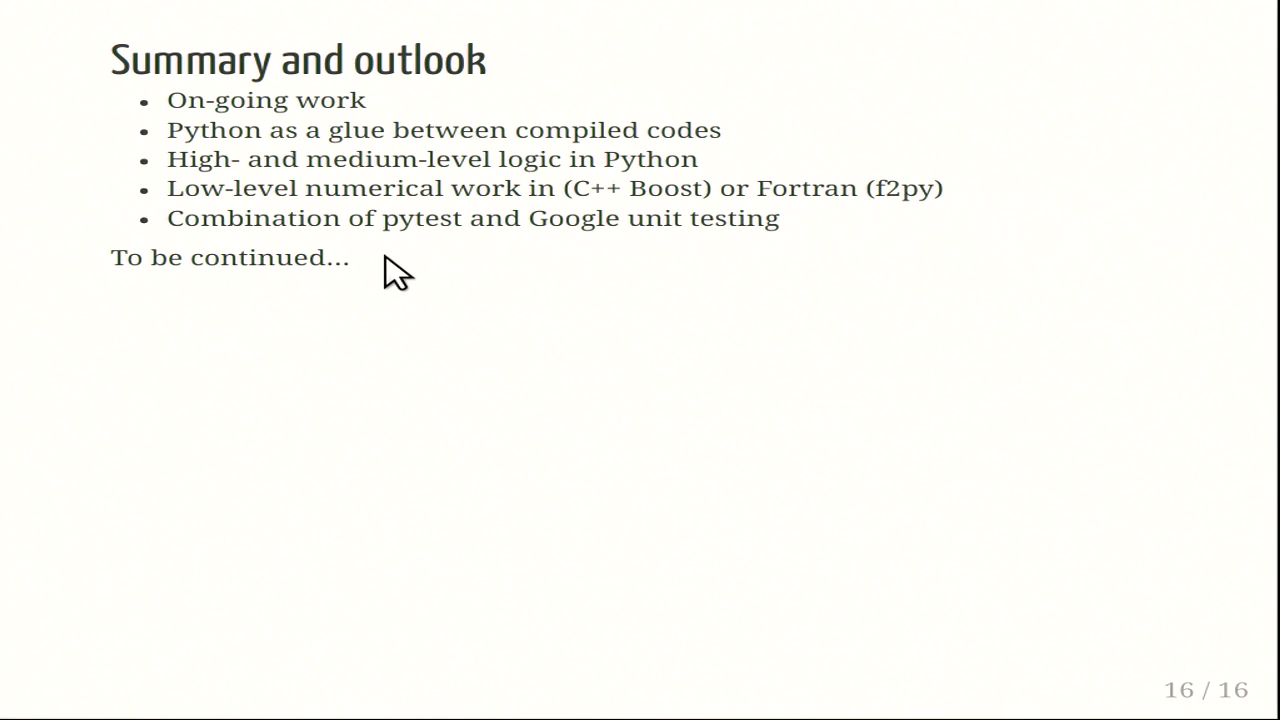 Summary and outlook
• On-going work
• Python as a glue between compiled codes
• High- and medium-level logic in Python
• Low-level numerical work in (C++ Boost) or Fortran (f2py)
• Combination of pytest and Google unit testing
To be continued...
16 / 16